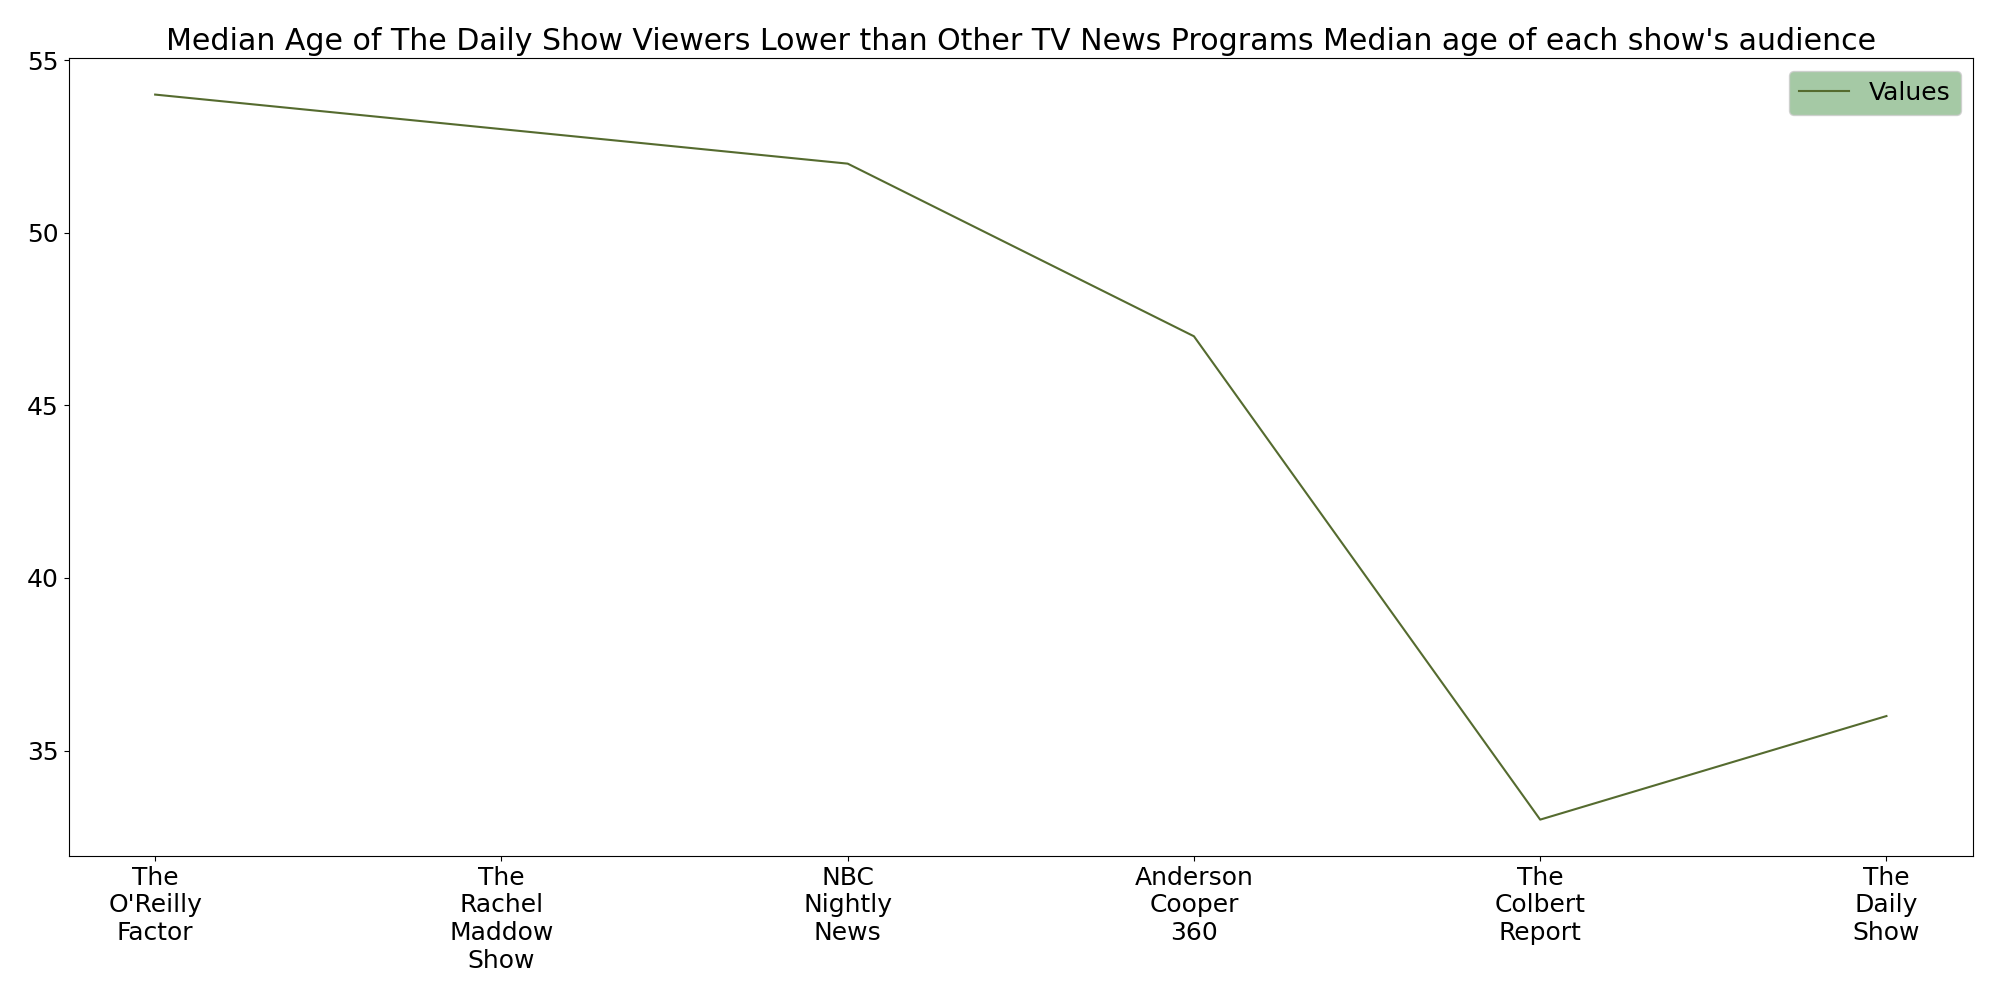 Median Age of The Daily Show Viewers Lower than Other TV News Programs Median age of each show's audience
Values
55
50
45
40
35
The
O'Reilly
Factor
The
Rachel
Maddow
Show
NBC
Nightly
News
Anderson
Cooper
360
The
Colbert
Report
The
Daily
Show